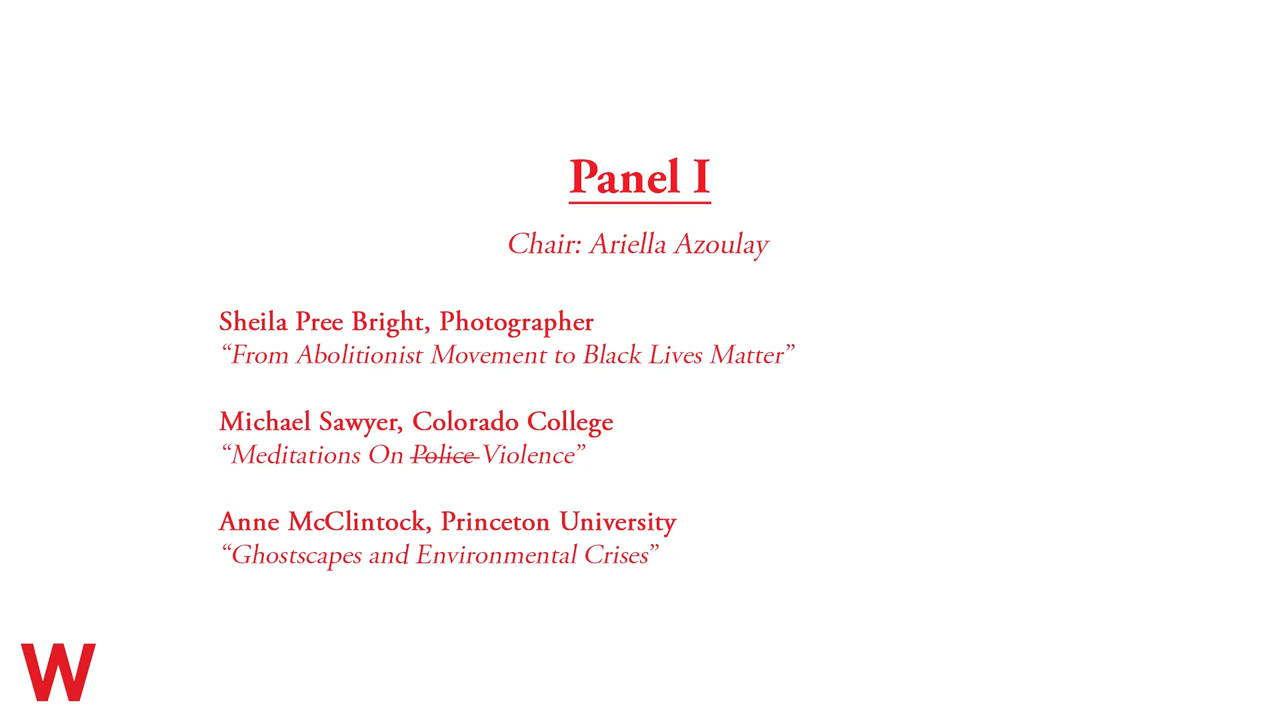 Panel I
Chair: Ariella Azoulay
Sheila Pree Bright, Photographer
“From Abolitionist Movement to Black Lives Matter”
Michael Sawyer, Colorado College
“Meditations On Police Violence”
Anne McClintock, Princeton University
“Ghostscapes and Environmental Crises”
W